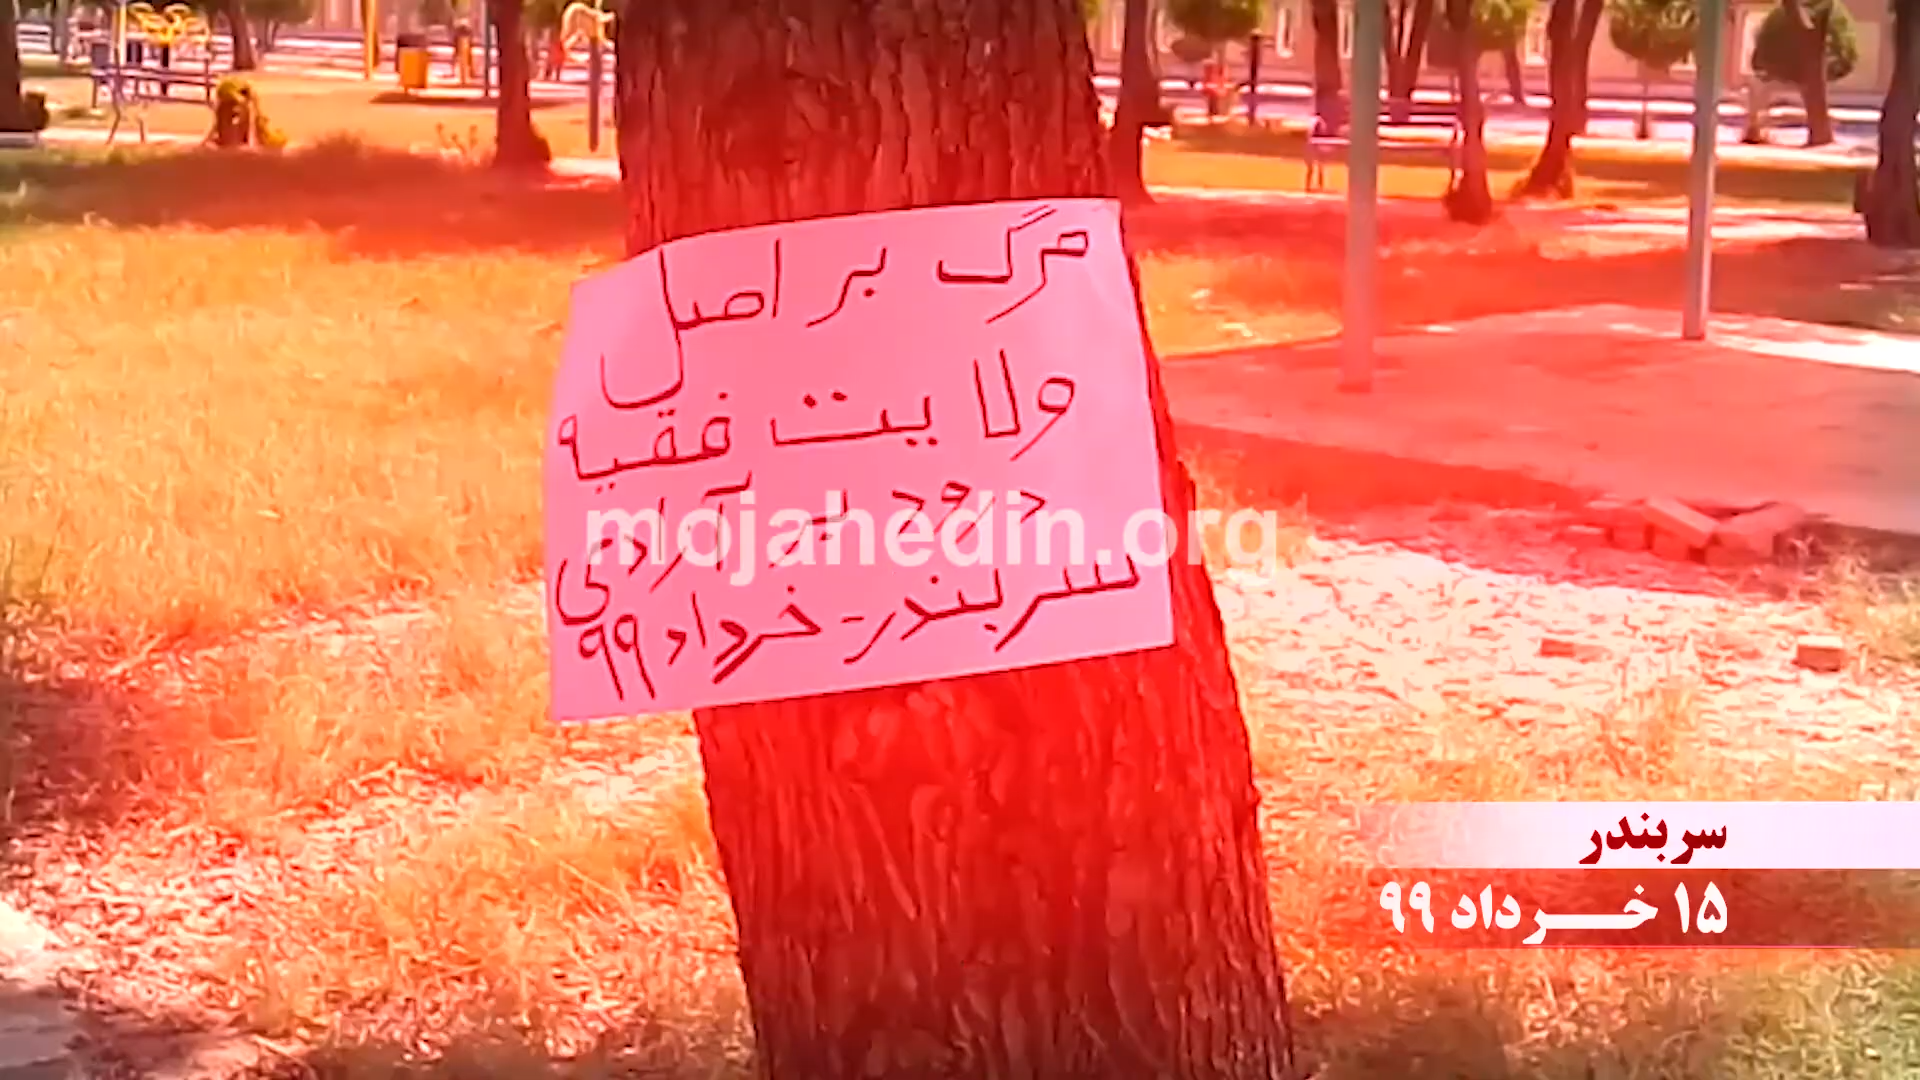 مرگ بر اصل
ولایت فقیه
درود بر آزادی
سربندر - خرداد ۹۹
mojahedin.org
سربندر
۱۵ خرداد ۹۹